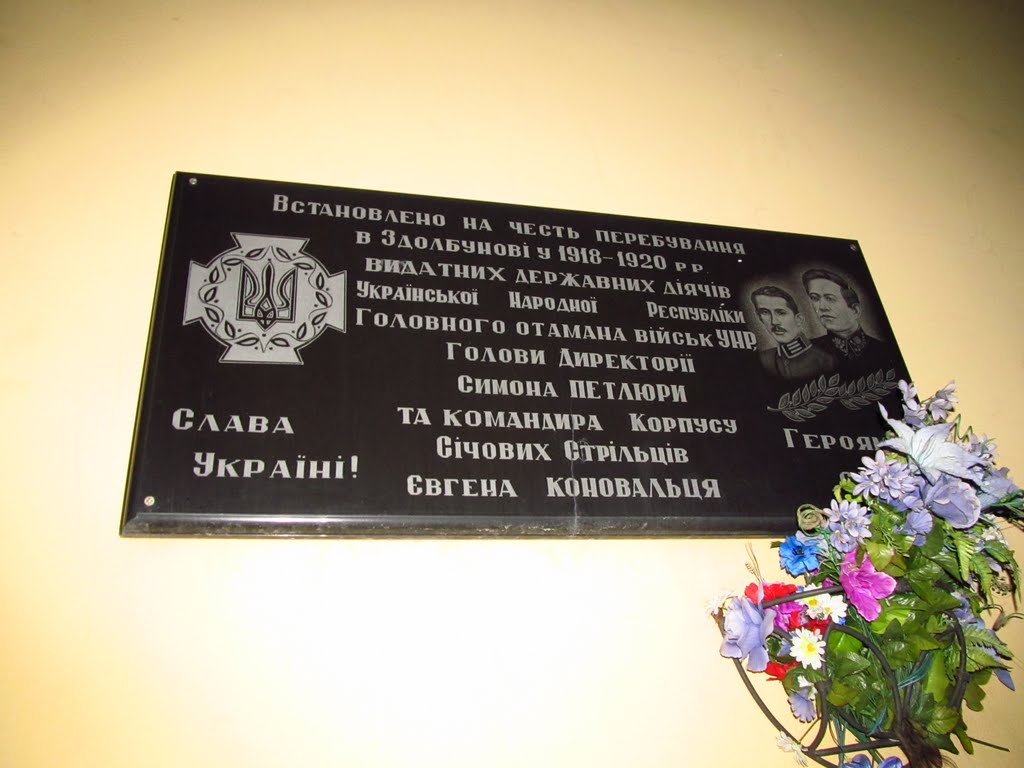 Встановлено на честь перебування
в Здолбунові у 1918-1920 р р.
видатних державних діячів
Української Народної Республіки
Головного отамана військ УНР,
Голови Директорії
Симона ПЕТЛЮРИ
та командира Корпусу
Січових Стрільців
Євгена КОНОВАЛЬЦЯ
Слава
Україні!